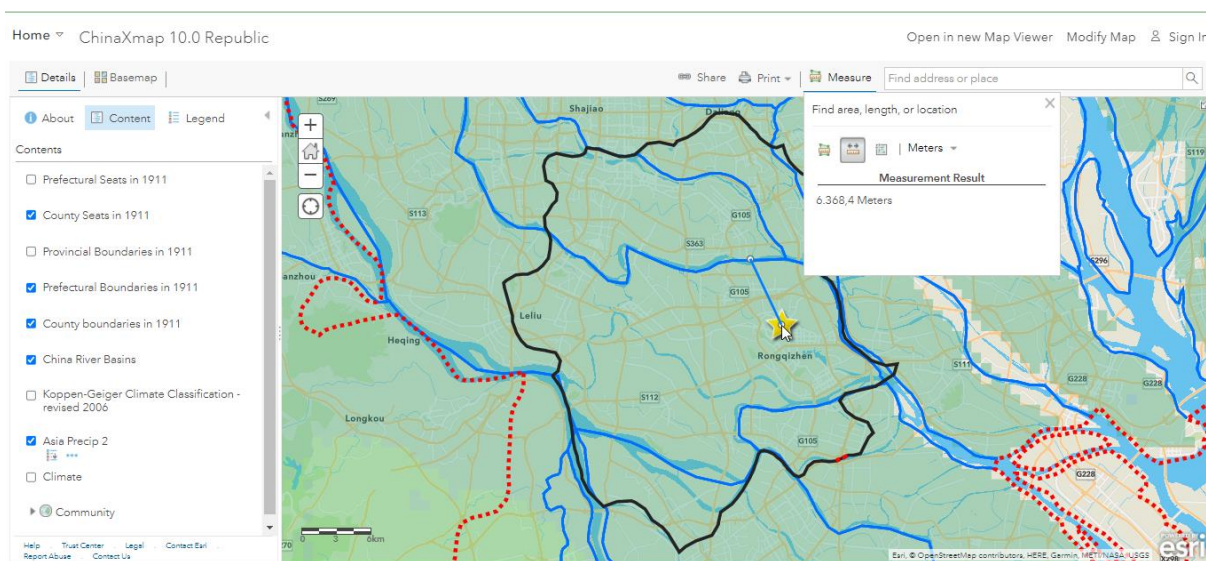 Home ChinaXmap 10.0 Republic
Open in new Map Viewer Modify Map Sign In
Details Basemap
Share Print Measure Find address or place
About Content Legend
Contents
Prefectural Seats in 1911
County Seats in 1911
Provincial Boundaries in 1911
Prefectural Boundaries in 1911
County boundaries in 1911
China River Basins
Koppen-Geiger Climate Classification -
revised 2006
Asia Precip 2
Climate
Community
Help Trust Center Legal Contact Esri
Report Abuse Contact Us
Find area, length, or location
Meters
Measurement Result
6.368,4 Meters
S269
Shajiao
S119
S113
G105
S363
S296
anzhou
G105
Leliu
Heqing
Rongqizhen
S111
G228
G228
S112
Longkou
G105
G228
0 3 6km
Esri, © OpenStreetMap contributors, HERE, Garmin, METI/NASA, USGS
esri